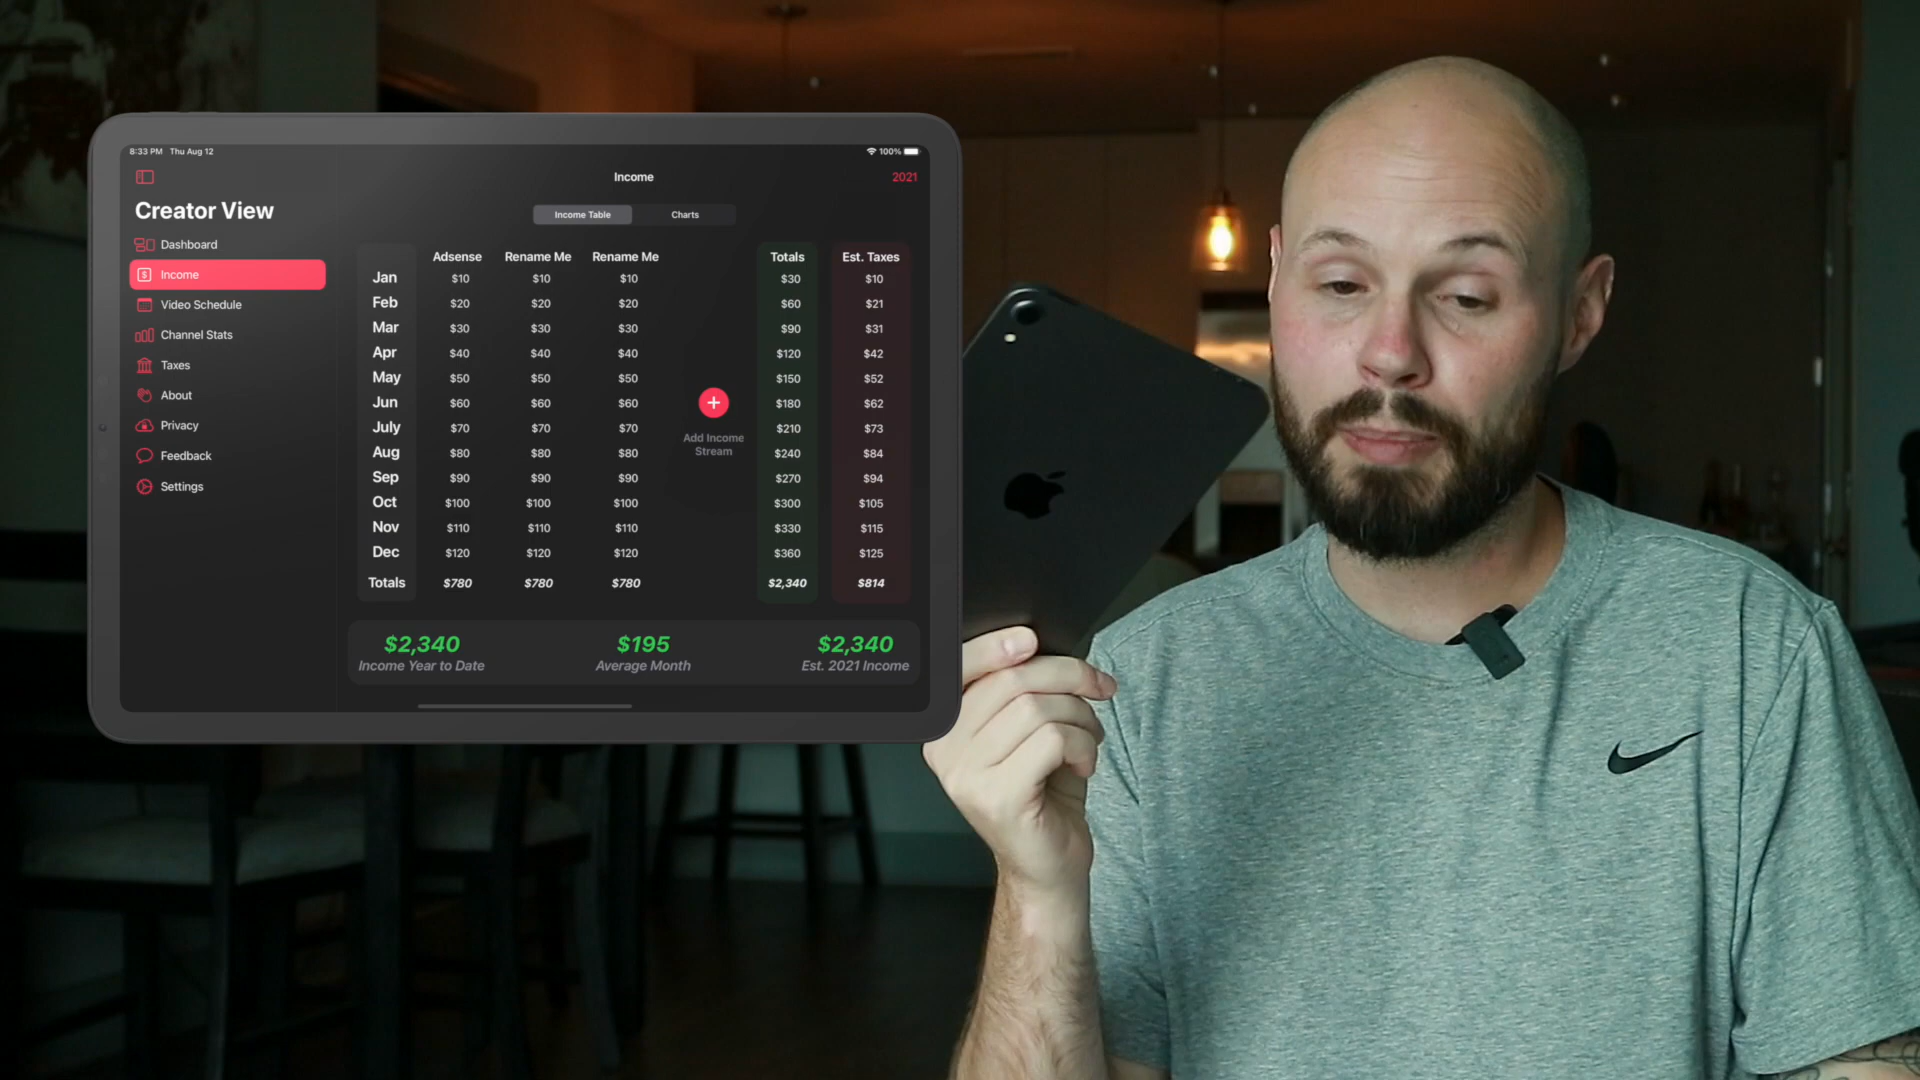 8:33 PM Thu Aug 12
100%
Income
2021
Creator View
Income Table
Charts
Dashboard
Income
Video Schedule
Channel Stats
Taxes
About
Privacy
Feedback
Settings
Adsense Rename Me Rename Me Totals Est. Taxes
Jan $10 $10 $10 $30 $10
Feb $20 $20 $20 $60 $21
Mar $30 $30 $30 $90 $31
Apr $40 $40 $40 $120 $42
May $50 $50 $50 $150 $52
Jun $60 $60 $60 $180 $62
July $70 $70 $70 $210 $73
Aug $80 $80 $80 $240 $84
Sep $90 $90 $90 $270 $94
Oct $100 $100 $100 $300 $105
Nov $110 $110 $110 $330 $115
Dec $120 $120 $120 $360 $125
Totals $780 $780 $780 $2,340 $814
Add Income
Stream
$2,340 $195 $2,340
Income Year to Date Average Month Est. 2021 Income